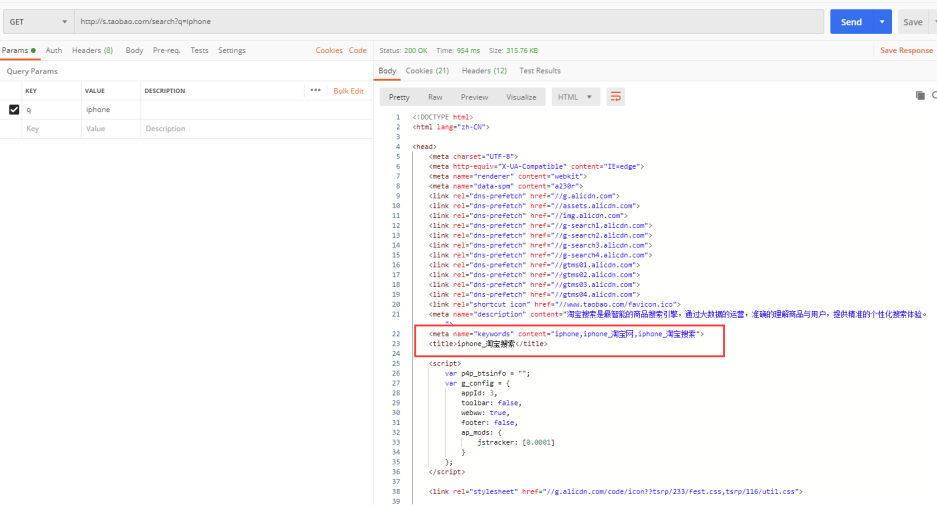 GET http://s.taobao.com/search?q=iphone Send Save
Params Auth Headers (8) Body Pre-req. Tests Settings Cookies Code
Status: 200 OK Time: 954 ms Size: 315.76 KB Save Response
Query Params
KEY VALUE DESCRIPTION ••• Bulk Edit
q iphone
Key Value Description
Body Cookies (21) Headers (12) Test Results
Pretty Raw Preview Visualize HTML
1 <!DOCTYPE html>
2 <html lang="zh-CN">
3
4 <head>
5 <meta charset="UTF-8">
6 <meta http-equiv="X-UA-Compatible" content="IE=edge">
7 <meta name="renderer" content="webkit">
8 <meta name="data-spm" content="a230r">
9 <link rel="dns-prefetch" href="//g.alicdn.com">
10 <link rel="dns-prefetch" href="//assets.alicdn.com">
11 <link rel="dns-prefetch" href="//img.alicdn.com">
12 <link rel="dns-prefetch" href="//g-search1.alicdn.com">
13 <link rel="dns-prefetch" href="//g-search2.alicdn.com">
14 <link rel="dns-prefetch" href="//g-search3.alicdn.com">
15 <link rel="dns-prefetch" href="//g-search4.alicdn.com">
16 <link rel="dns-prefetch" href="//gtms01.alicdn.com">
17 <link rel="dns-prefetch" href="//gtms02.alicdn.com">
18 <link rel="dns-prefetch" href="//gtms03.alicdn.com">
19 <link rel="dns-prefetch" href="//gtms04.alicdn.com">
20 <link rel="shortcut icon" href="//www.taobao.com/favicon.ico">
21 <meta name="description" content="淘宝搜索是最智能的商品搜索引擎，通过大数据的运营，准确的理解商品与用户，提供精准的个性化搜索体验。
">
22 <meta name="keywords" content="iphone,iphone_淘宝网,iphone_淘宝搜索">
23 <title>iphone_淘宝搜索</title>
24
25 <script>
26 var p4p_btsinfo = "";
27 var g_config = {
28 appId: 3,
29 toolbar: false,
30 webww: true,
31 footer: false,
32 ap_mods: {
33 jstracker: [0.0001]
34 }
35 };
36 </script>
37
38 <link rel="stylesheet" href="//g.alicdn.com/code/icon??tsrp/233/fest.css,tsrp/116/util.css">
39